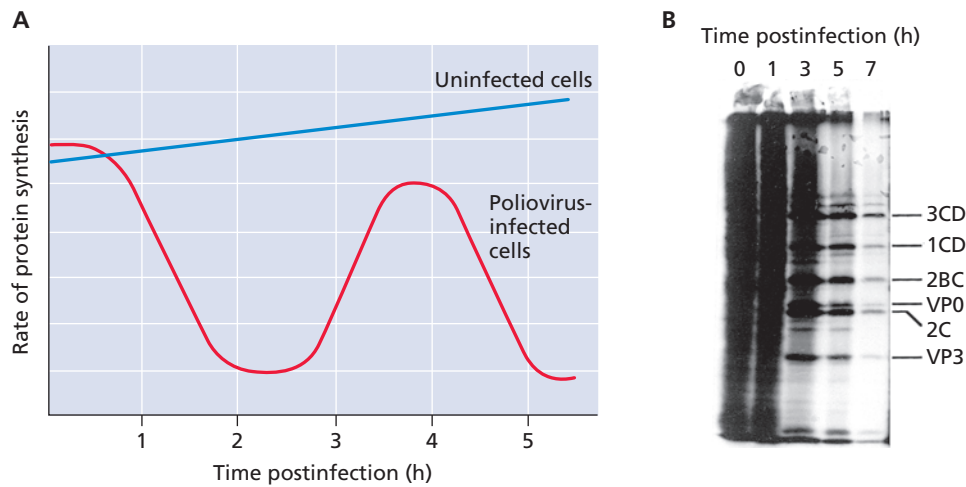 A
Rate of protein synthesis
Uninfected cells
Poliovirus-
infected
cells
1 2 3 4 5
Time postinfection (h)
B
Time postinfection (h)
0 1 3 5 7
3CD
1CD
2BC
VP0
2C
VP3